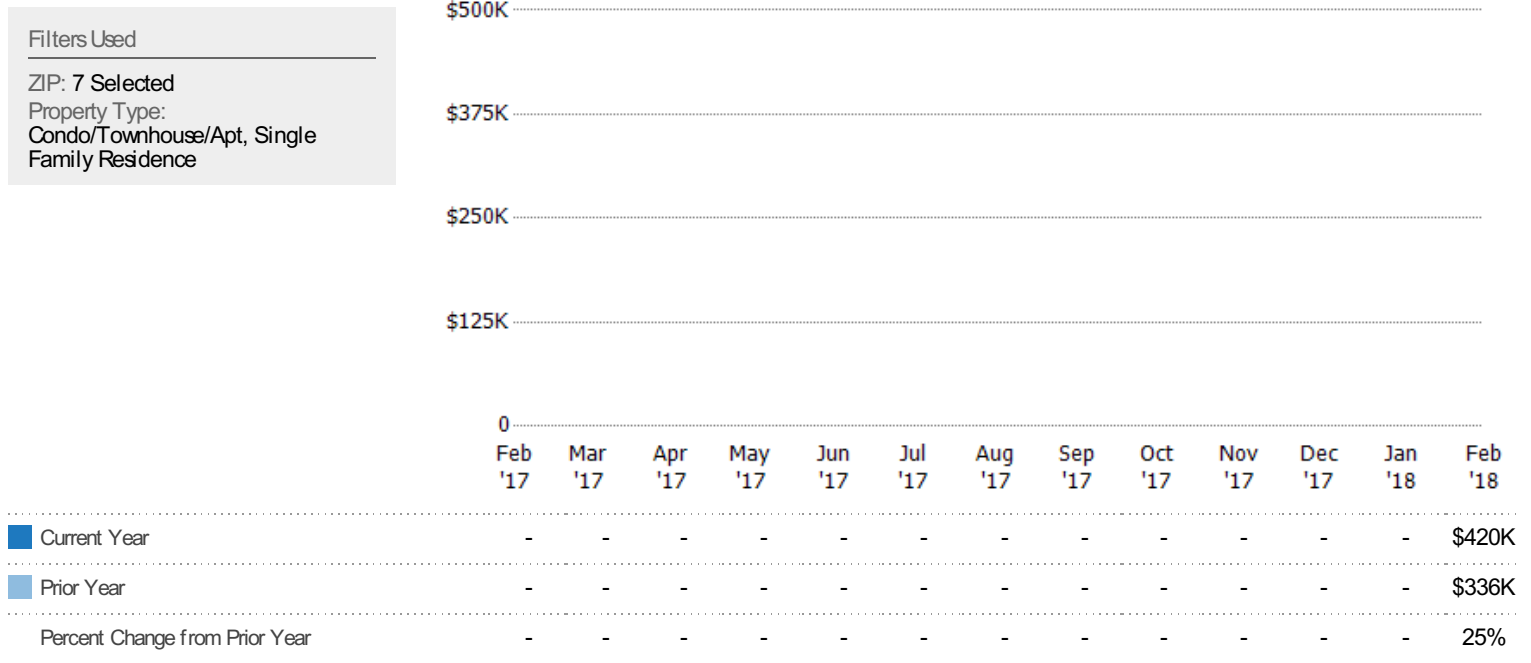 Filters Used
ZIP: 7 Selected
Property Type:
Condo/Townhouse/Apt, Single
Family Residence
$500K
$375K
$250K
$125K
0
Feb Mar Apr May Jun Jul Aug Sep Oct Nov Dec Jan Feb
'17 '17 '17 '17 '17 '17 '17 '17 '17 '17 '17 '18 '18
Current Year - - - - - - - - - - - - $420K
Prior Year - - - - - - - - - - - - $336K
Percent Change from Prior Year - - - - - - - - - - - - 25%